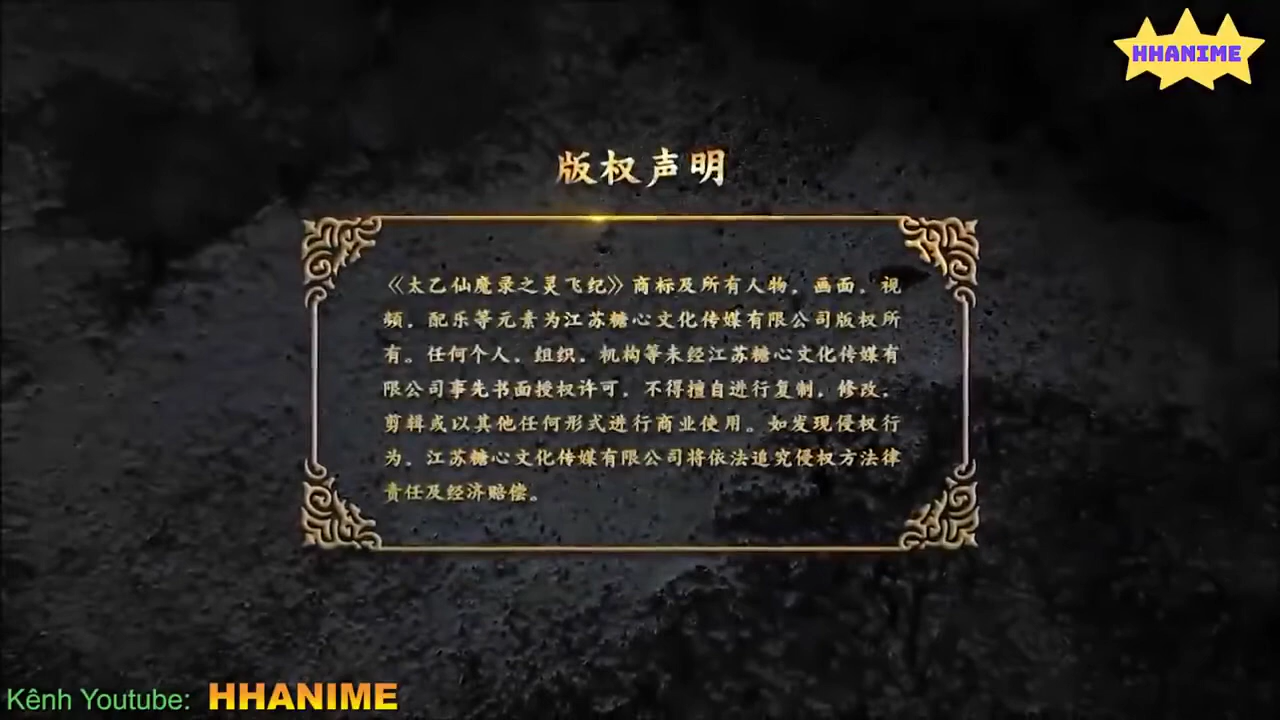 HHANIME
版权声明
《太乙仙魔录之灵飞纪》商标及所有人物，画面，视
频，配乐等元素为江苏糖心文化传媒有限公司版权所
有。任何个人，组织，机构等未经江苏糖心文化传媒有
限公司事先书面授权许可，不得擅自进行复制，修改，
剪辑或以其他任何形式进行商业使用。如发现侵权行
为，江苏糖心文化传媒有限公司将依法追究侵权方法律
责任及经济赔偿。
Kênh Youtube: HHANIME